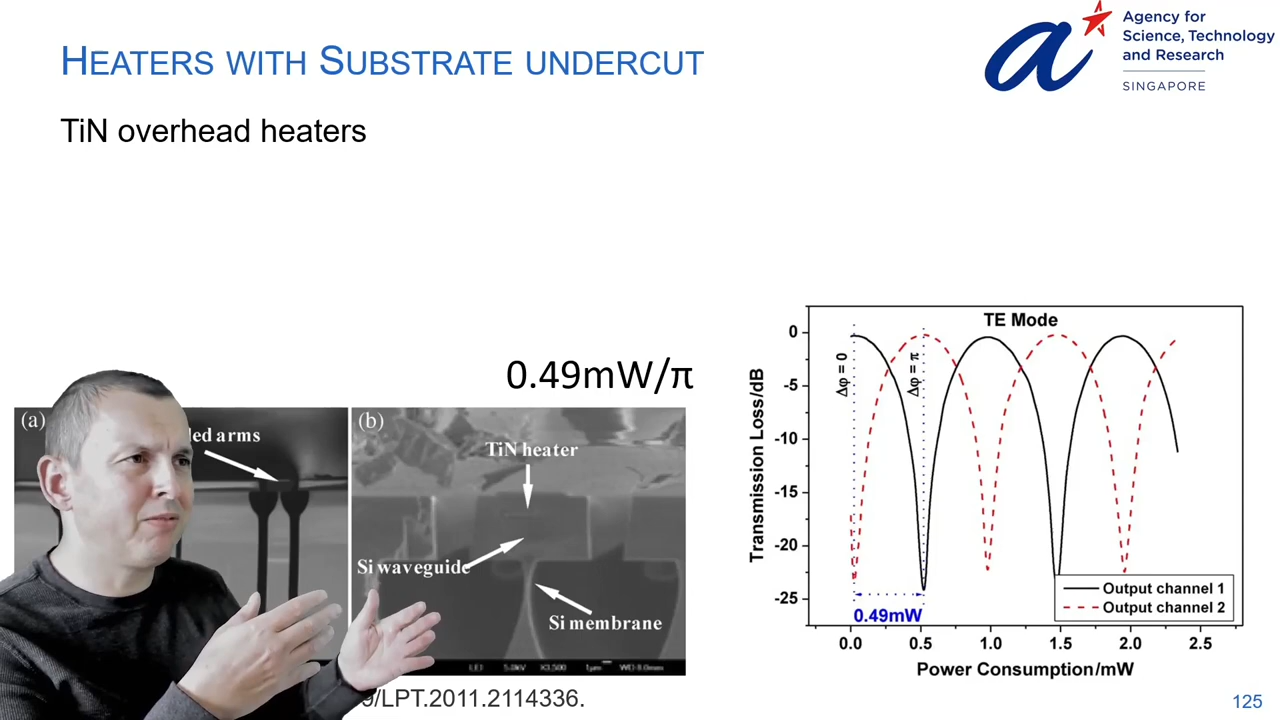 HEATERS WITH SUBSTRATE UNDERCUT
Agency for
Science, Technology
and Research
SINGAPORE
TiN overhead heaters
0.49mW/π
(a)
arms
(b)
TiN heater
Si waveguide
Si membrane
1µm
/LPT.2011.2114336.
TE Mode
Δφ = 0
Δφ = π
Transmission Loss/dB
0
-5
-10
-15
-20
-25
0.49mW
Output channel 1
Output channel 2
0.0 0.5 1.0 1.5 2.0 2.5
Power Consumption/mW
125